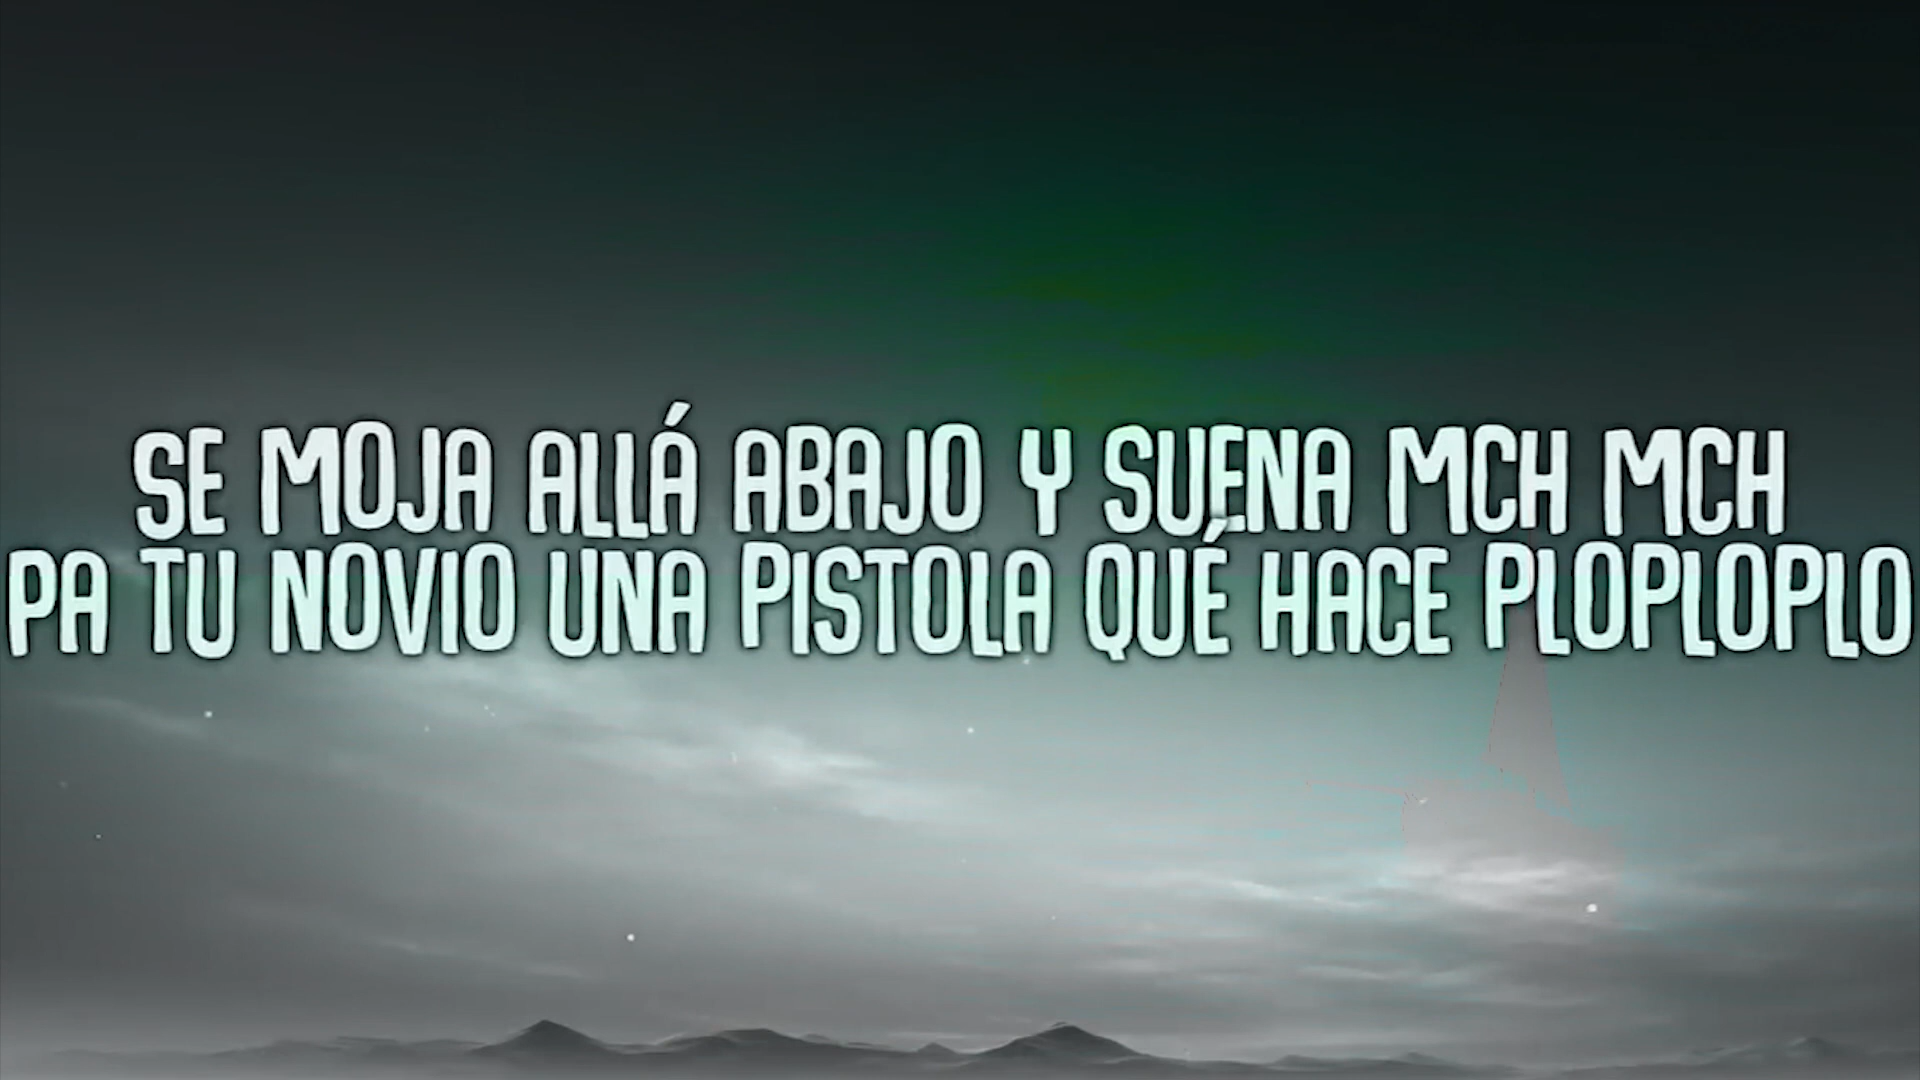 SE MOJA ALLÁ ABAJO Y SUENA MCH MCH
PA TU NOVIO UNA PISTOLA QUÉ HACE PLOPLOPLO